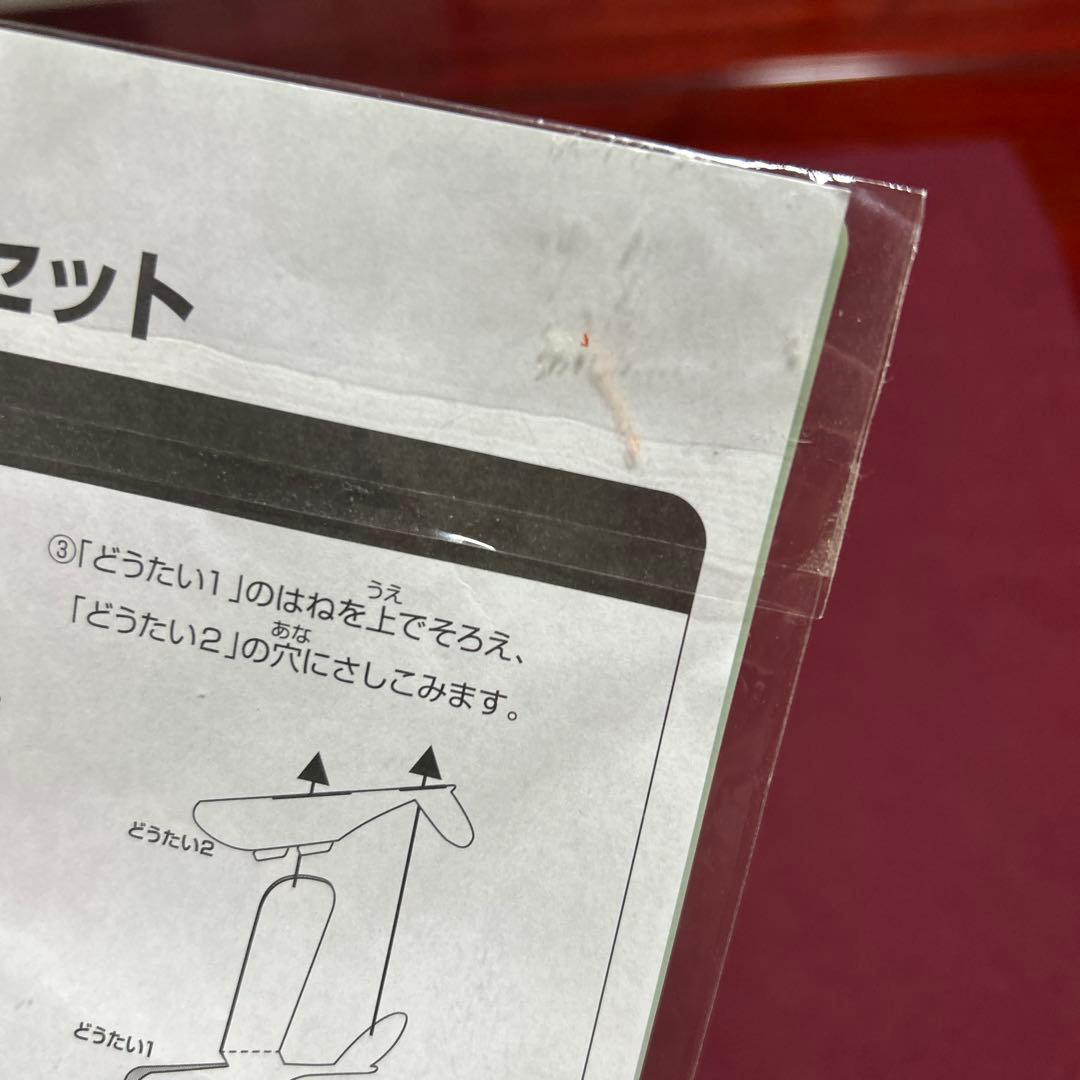 セット
③「どうたい1」のはねを上でそろえ、
うえ
「どうたい2」の穴にさしこみます。
あな
どうたい2
どうたい1